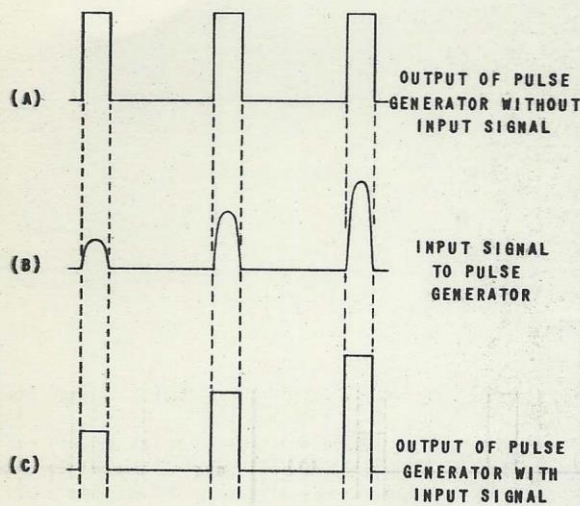 (A)
OUTPUT OF PULSE
GENERATOR WITHOUT
INPUT SIGNAL
(B)
INPUT SIGNAL
TO PULSE
GENERATOR
(C)
OUTPUT OF PULSE
GENERATOR WITH
INPUT SIGNAL